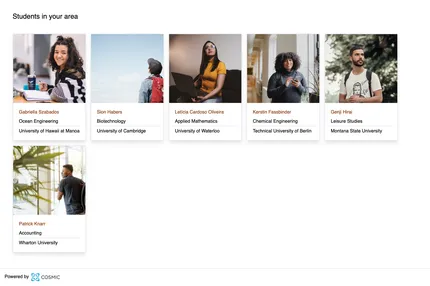 Students in your area
Gabriella Szabados
Ocean Engineering
University of Hawaii at Manoa
Sion Habers
Biotechnology
University of Cambridge
Letícia Cardoso Oliveira
Applied Mathematics
University of Waterloo
Kerstin Fassbinder
Chemical Engineering
Technical University of Berlin
Genji Hirai
Leisure Studies
Montana State University
Patrick Knarr
Accounting
Wharton University
Powered by COSMIC